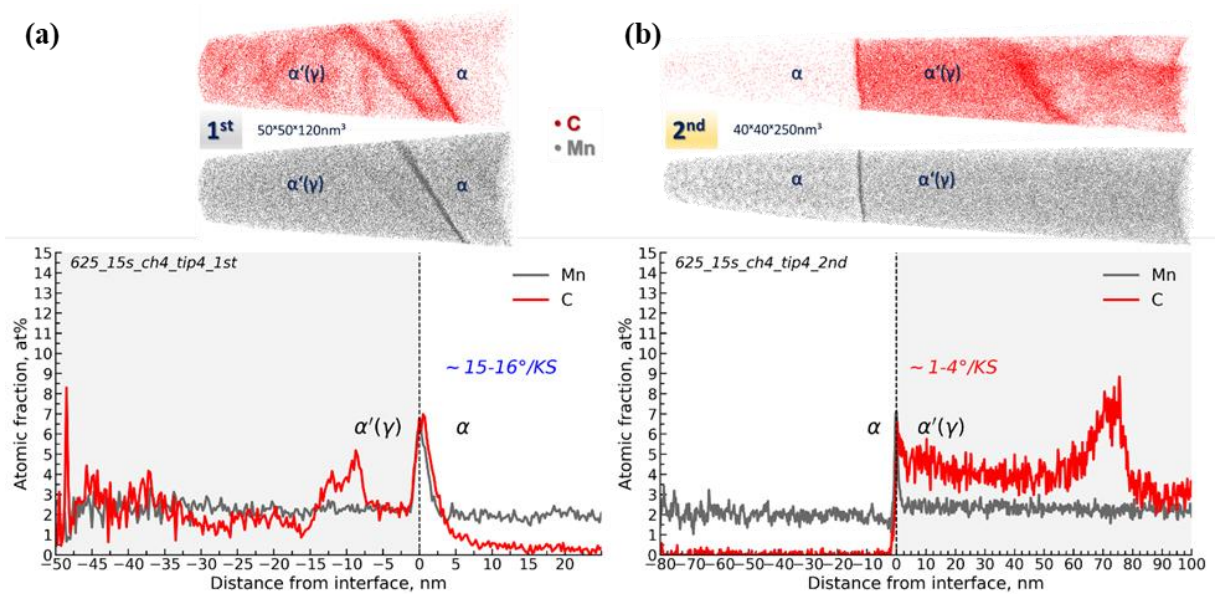 (a)
α'(γ)
α
1st
50*50*120nm³
α'(γ)
α
• C
• Mn
(b)
α
α'(γ)
2nd
40*40*250nm³
α
α'(γ)
625_15s_ch4_tip4_1st
Mn
C
~ 15-16°/KS
α'(γ)
α
Atomic fraction, at%
15
14
13
12
11
10
9
8
7
6
5
4
3
2
1
0
-50 -45 -40 -35 -30 -25 -20 -15 -10 -5 0 5 10 15 20
Distance from interface, nm
625_15s_ch4_tip4_2nd
Mn
C
~ 1-4°/KS
α
α'(γ)
Atomic fraction, at%
15
14
13
12
11
10
9
8
7
6
5
4
3
2
1
0
-80 -70 -60 -50 -40 -30 -20 -10 0 10 20 30 40 50 60 70 80 90 100
Distance from interface, nm